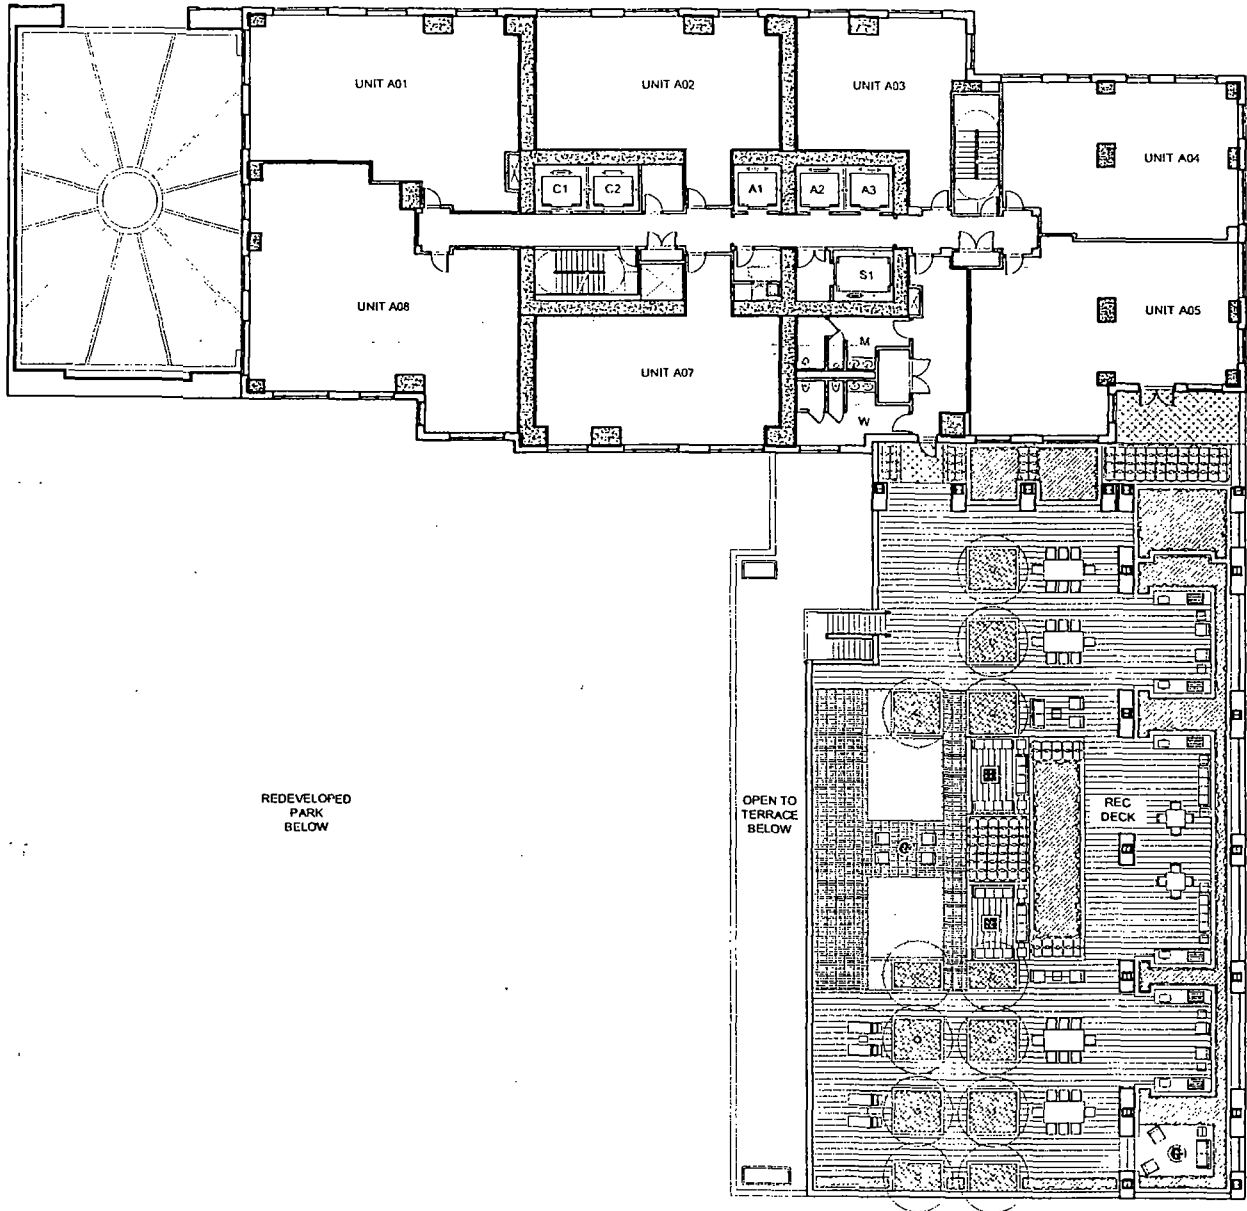 UNIT A01
UNIT A02
UNIT A03
UNIT A04
C1
C2
A1
A2
A3
S1
UNIT A08
UNIT A05
M
UNIT A07
W
REDEVELOPED
PARK
BELOW
OPEN TO
TERRACE
BELOW
REC
DECK